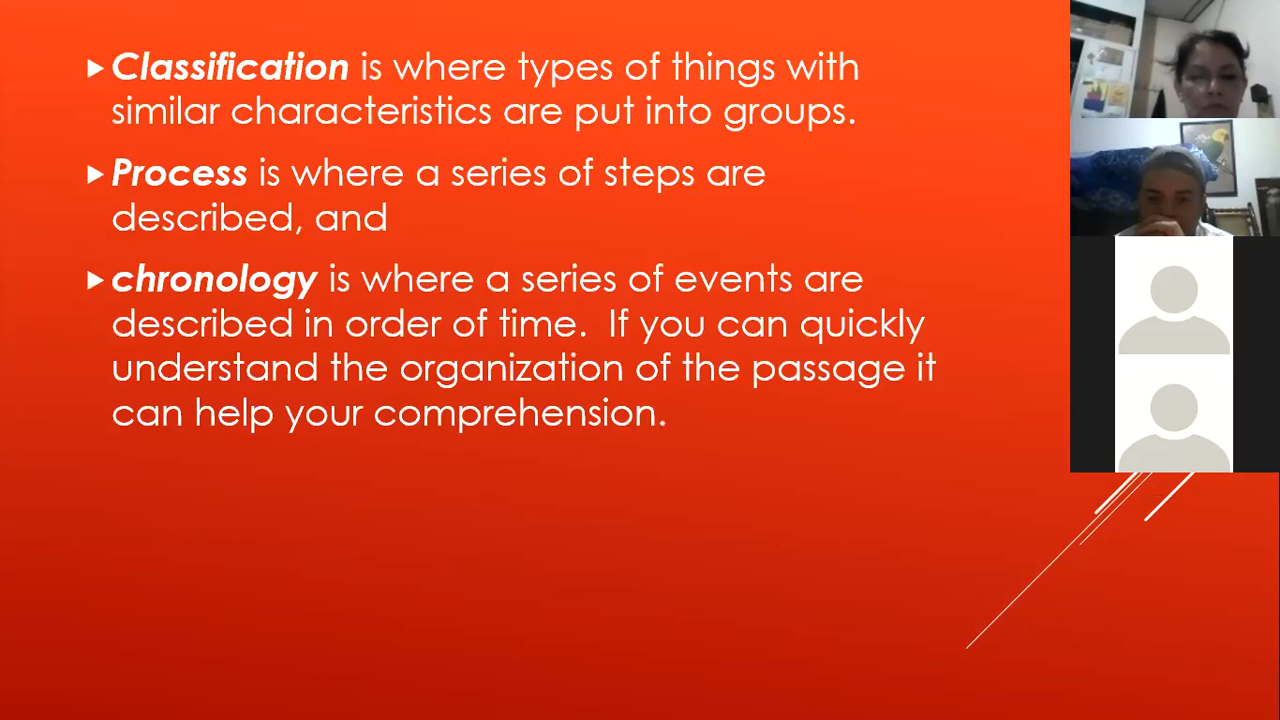 Classification is where types of things with
similar characteristics are put into groups.
Process is where a series of steps are
described, and
chronology is where a series of events are
described in order of time.  If you can quickly
understand the organization of the passage it
can help your comprehension.